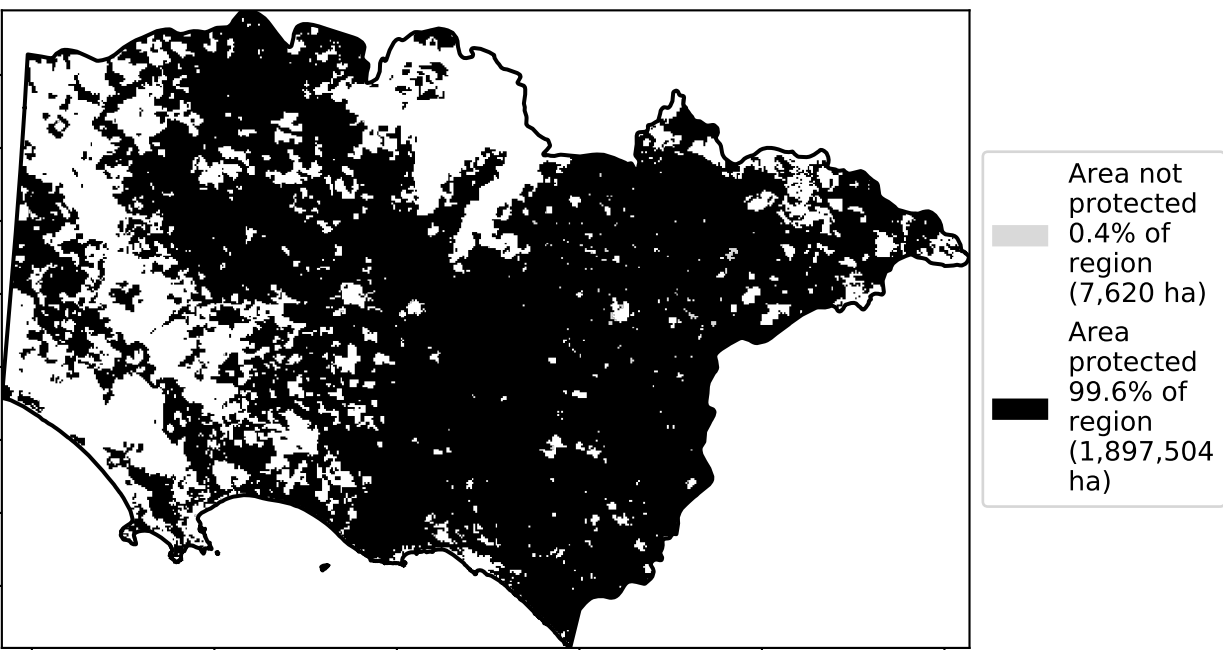 Area not
protected
0.4% of
region
(7,620 ha)
Area
protected
99.6% of
region
(1,897,504
ha)